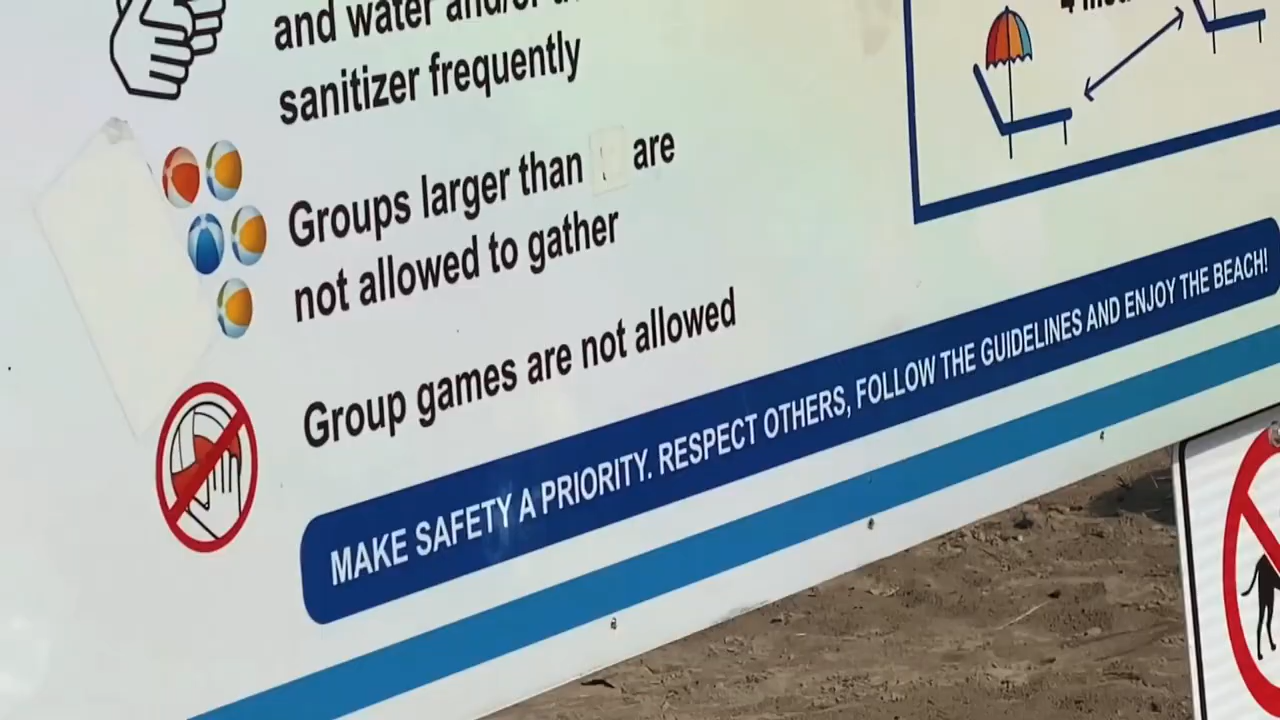 and water and/or
sanitizer frequently
Groups larger than are
not allowed to gather
Group games are not allowed
MAKE SAFETY A PRIORITY. RESPECT OTHERS, FOLLOW THE GUIDELINES AND ENJOY THE BEACH!